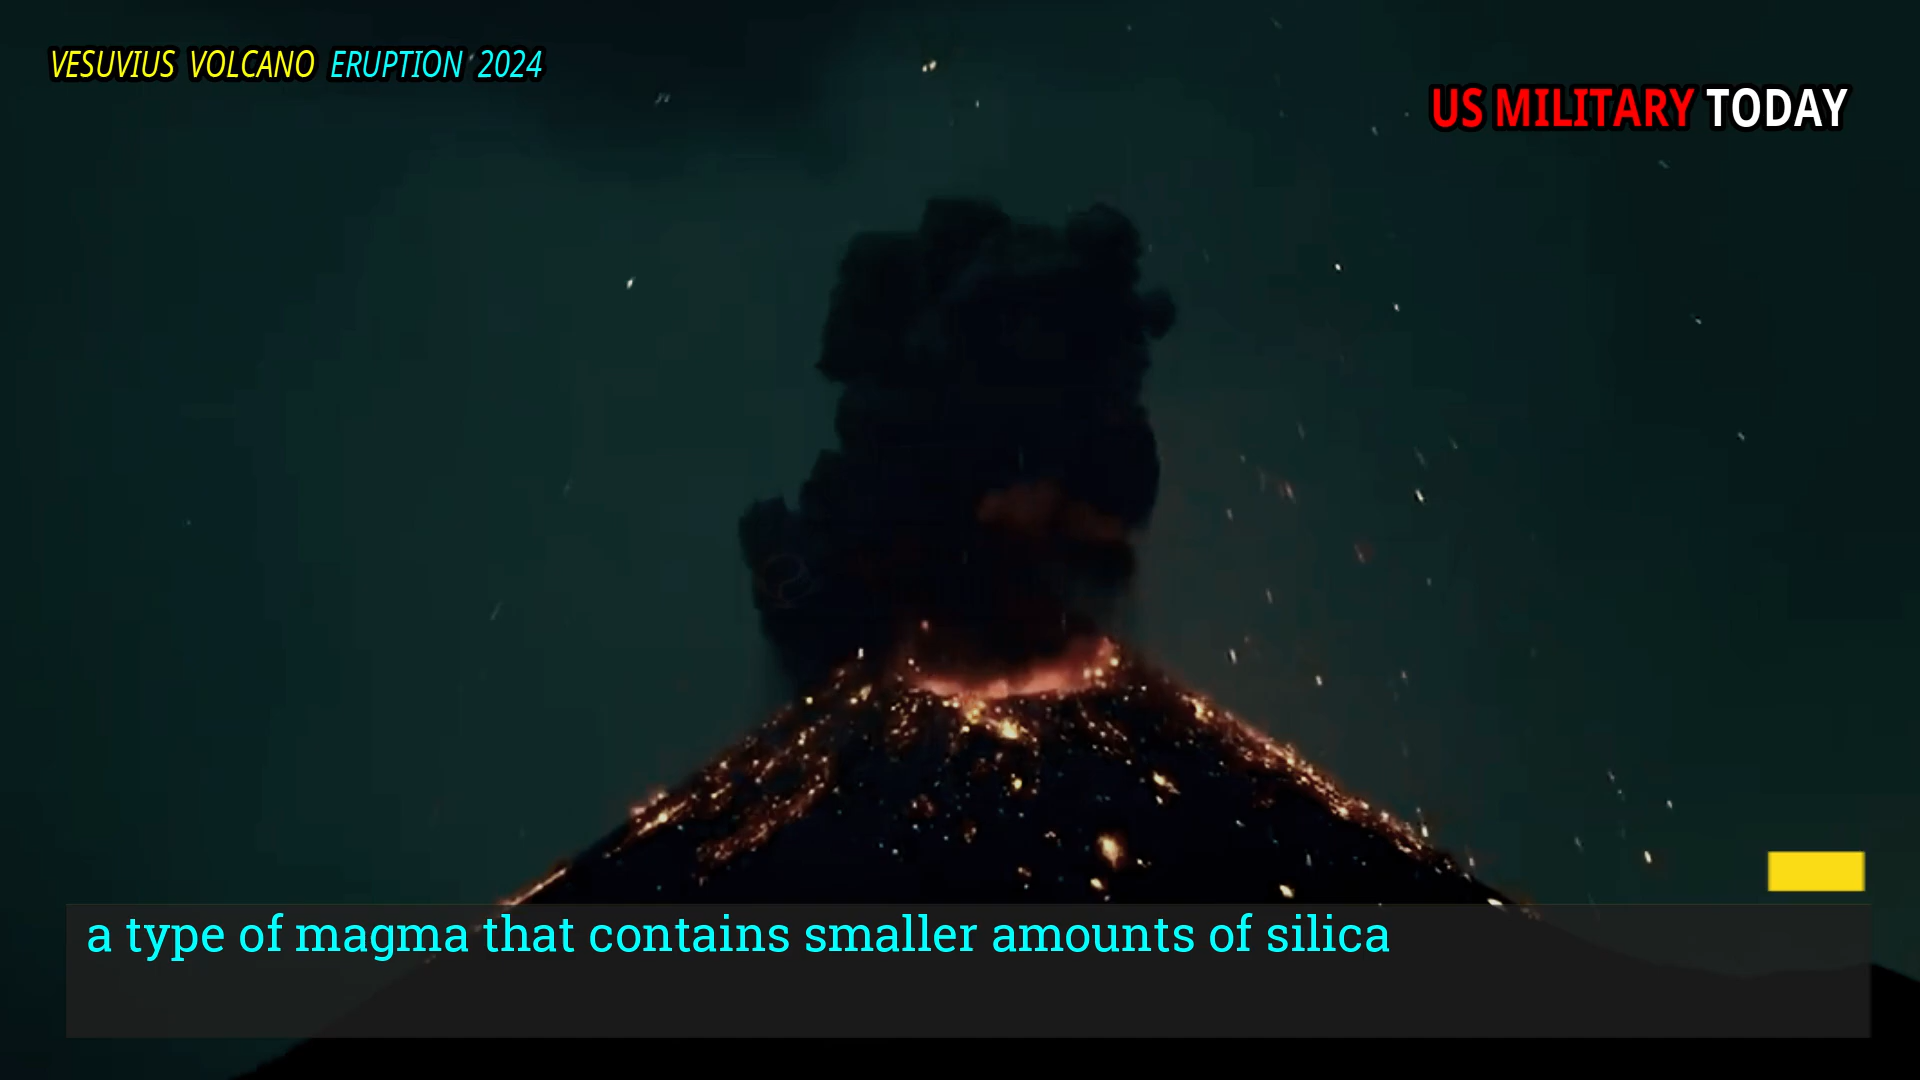 VESUVIUS VOLCANO ERUPTION 2024
US MILITARY TODAY
a type of magma that contains smaller amounts of silica